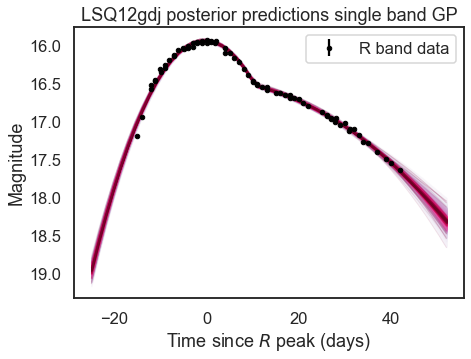 LSQ12gdj posterior predictions single band GP
R band data
16.0
16.5
17.0
17.5
18.0
18.5
19.0
Magnitude
−20 0 20 40
Time since R peak (days)